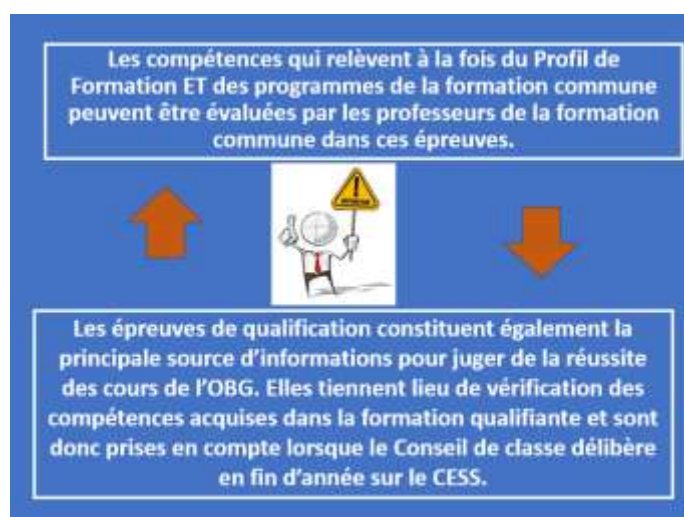 Les compétences qui relèvent à la fois du Profil de
Formation ET des programmes de la formation commune
peuvent être évaluées par les professeurs de la formation
commune dans ces épreuves.
Les épreuves de qualification constituent également la
principale source d'informations pour juger de la réussite
des cours de l'OBG. Elles tiennent lieu de vérification des
compétences acquises dans la formation qualifiante et sont
donc prises en compte lorsque le Conseil de classe délibère
en fin d'année sur le CESS.